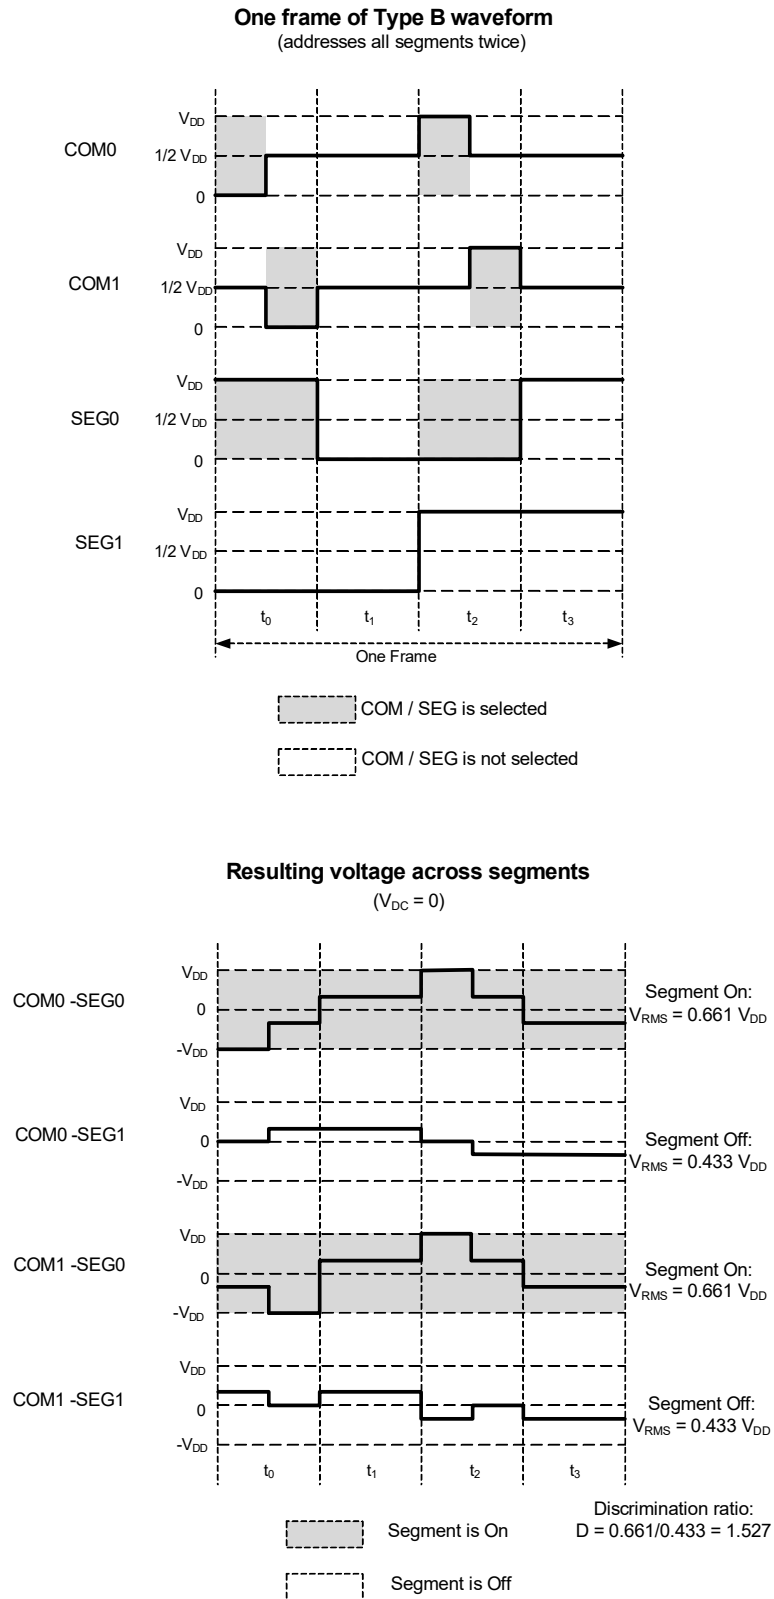 One frame of Type B waveform
(addresses all segments twice)
COM0
VDD
1/2 VDD
0
COM1
VDD
1/2 VDD
0
SEG0
VDD
1/2 VDD
0
SEG1
VDD
1/2 VDD
0
t0 t1 t2 t3
One Frame
COM / SEG is selected
COM / SEG is not selected
Resulting voltage across segments
(VDC = 0)
COM0 -SEG0
VDD
0
-VDD
Segment On:
VRMS = 0.661 VDD
COM0 -SEG1
VDD
0
-VDD
Segment Off:
VRMS = 0.433 VDD
COM1 -SEG0
VDD
0
-VDD
Segment On:
VRMS = 0.661 VDD
COM1 -SEG1
VDD
0
-VDD
Segment Off:
VRMS = 0.433 VDD
t0 t1 t2 t3
Segment is On
Discrimination ratio:
D = 0.661/0.433 = 1.527
Segment is Off